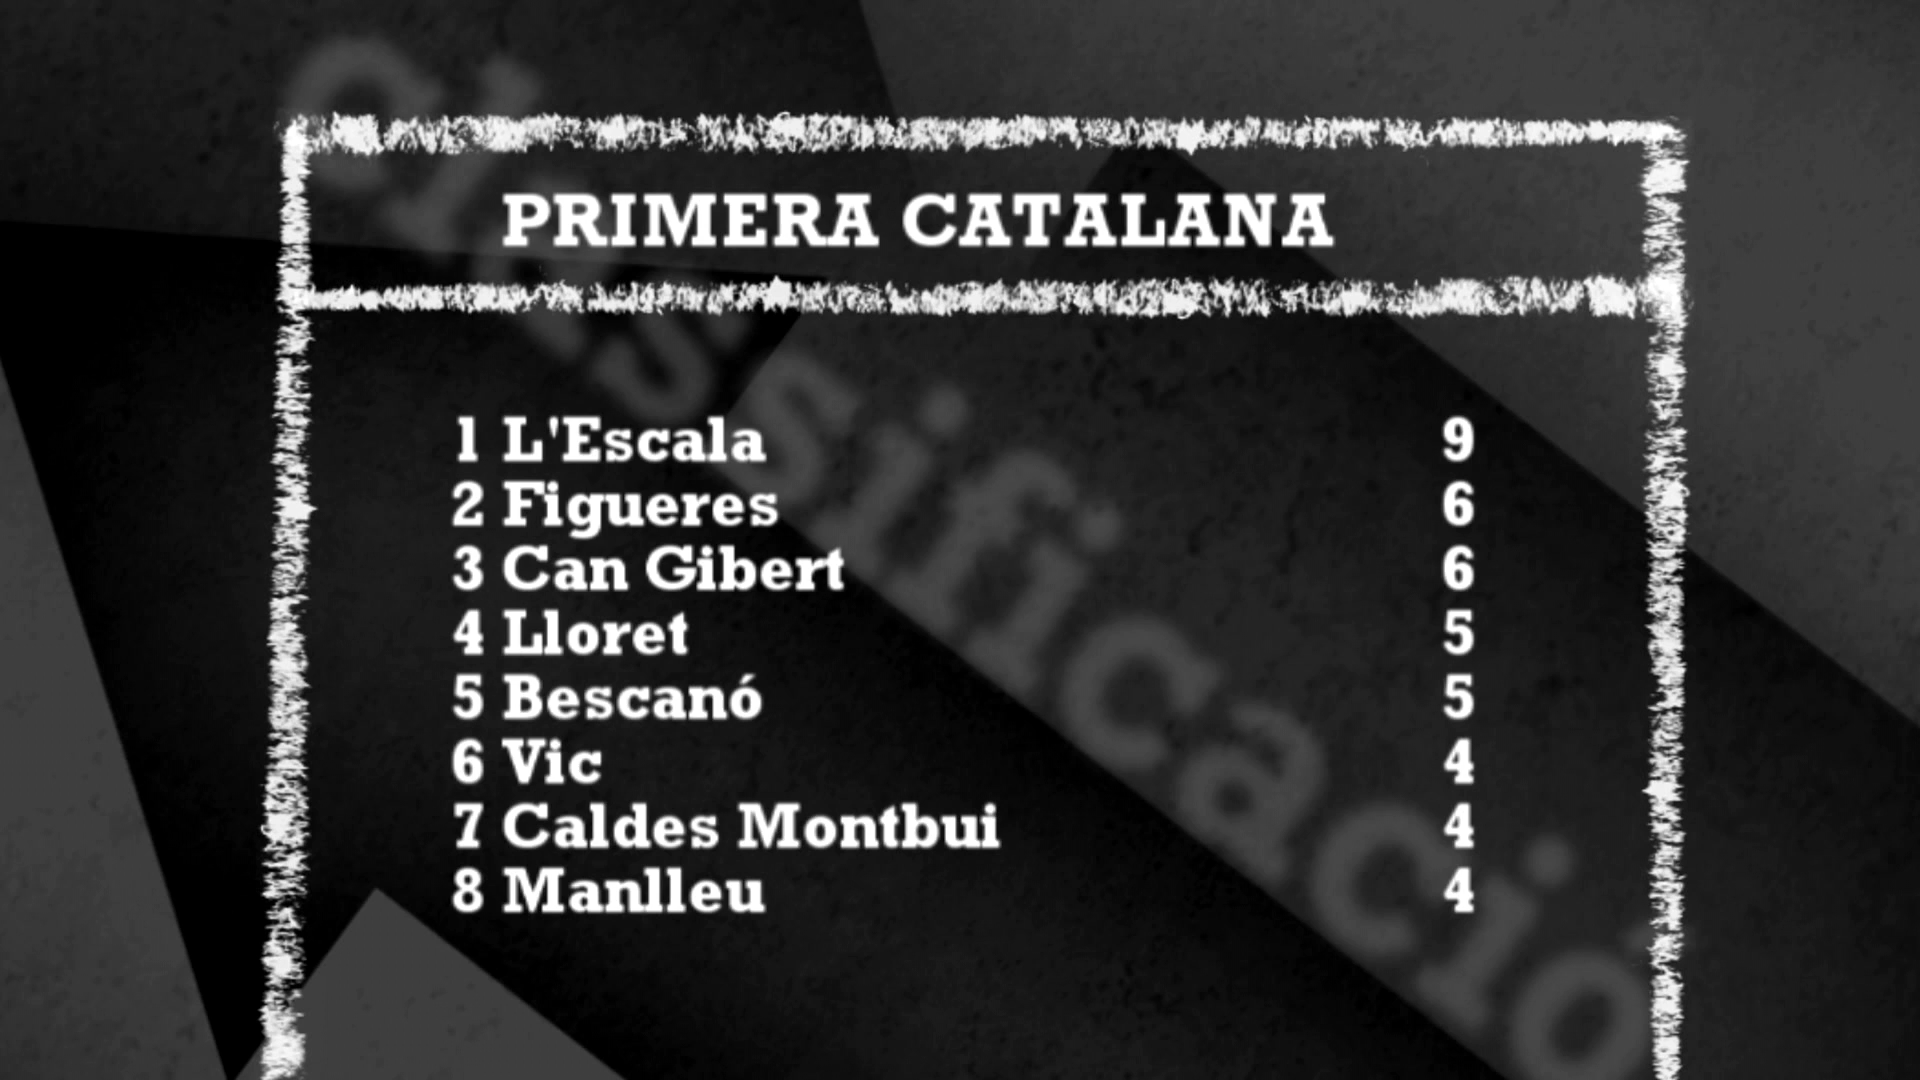 PRIMERA CATALANA
1 L'Escala 9
2 Figueres 6
3 Can Gibert 6
4 Lloret 5
5 Bescanó 5
6 Vic 4
7 Caldes Montbui 4
8 Manlleu 4
classificació